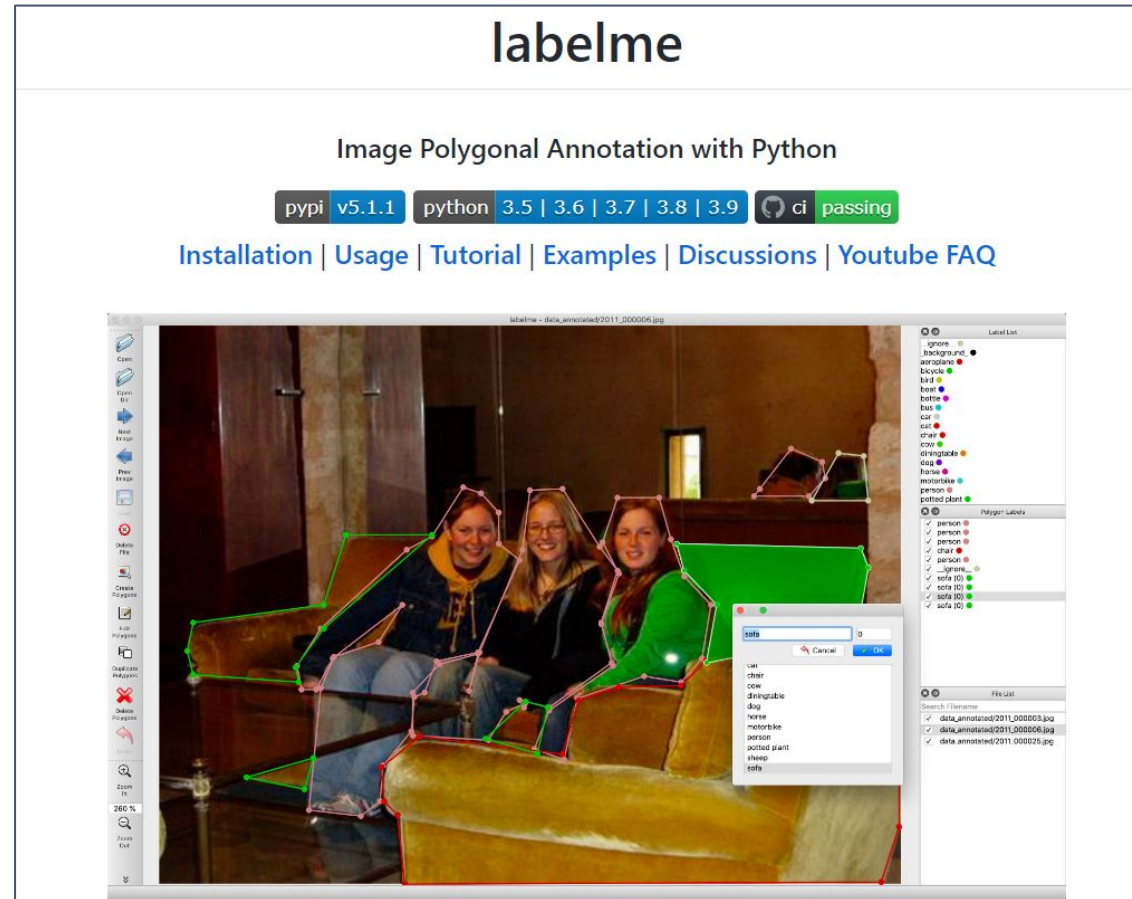 labelme
Image Polygonal Annotation with Python
pypi v5.1.1 python 3.5 | 3.6 | 3.7 | 3.8 | 3.9 ci passing
Installation | Usage | Tutorial | Examples | Discussions | Youtube FAQ
labelme - data_annotated/2011_000006.jpg
Open
Open
Dir
Next
Image
Prev
Image
Delete
File
Create
Polygons
Edit
Polygons
Duplicate
Polygons
Delete
Polygons
Zoom
In
260 %
Zoom
Out
Label List
__ignore__
_background_
aeroplane
bicycle
bird
boat
bottle
bus
car
cat
chair
cow
diningtable
dog
horse
motorbike
person
potted plant
Polygon Labels
person
person
person
chair
person
__ignore__
sofa (0)
sofa (0)
sofa (0)
sofa (0)
sofa 0
Cancel OK
cat
chair
cow
diningtable
dog
horse
motorbike
person
potted plant
sheep
sofa
File List
Search Filename
data_annotated/2011_000003.jpg
data_annotated/2011_000006.jpg
data_annotated/2011_000025.jpg